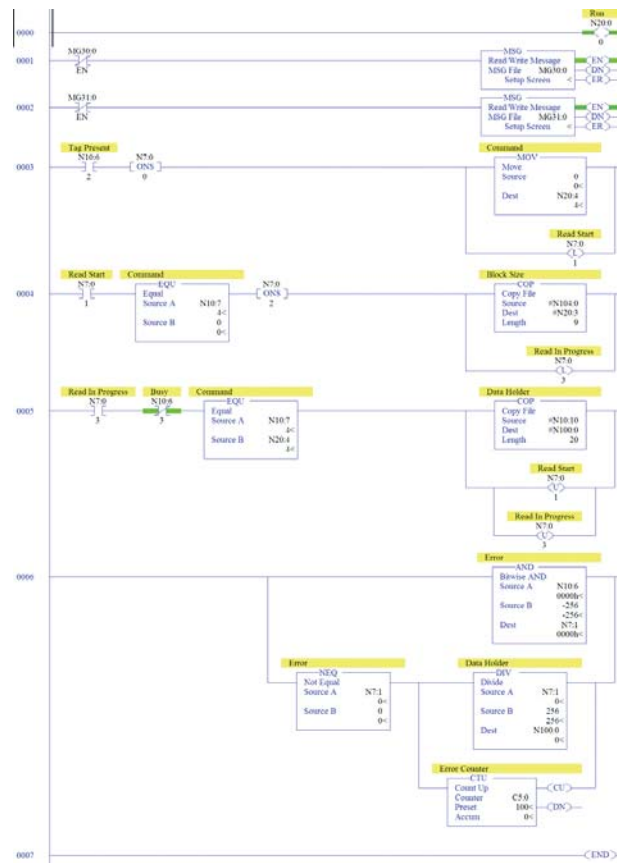 Run
N20:0
0000
0
MG30:0
0001
EN
MSG
Read Write Message
MSG File MG30:0
Setup Screen <
EN
DN
ER
MG31:0
0002
EN
MSG
Read Write Message
MSG File MG31:0
Setup Screen <
EN
DN
ER
Tag Present
N10:6
0003
2
N7:0
ONS
0
Command
MOV
Move
Source 0
0<
Dest N20:4
4<
Read Start
N7:0
L
1
Read Start
N7:0
0004
1
Command
EQU
Equal
Source A N10:7
4<
Source B 0
0<
N7:0
ONS
2
Block Size
COP
Copy File
Source #N104:0
Dest #N20:3
Length 9
Read In Progress
N7:0
L
3
Read In Progress
N7:0
0005
3
Busy
N10:6
3
Command
EQU
Equal
Source A N10:7
4<
Source B N20:4
4<
Data Holder
COP
Copy File
Source #N10:10
Dest #N100:0
Length 20
Read Start
N7:0
U
1
Read In Progress
N7:0
U
3
0006
Error
AND
Bitwise AND
Source A N10:6
0000h<
Source B -256
-256<
Dest N7:1
0000h<
Error
NEQ
Not Equal
Source A N7:1
0<
Source B 0
0<
Data Holder
DIV
Divide
Source A N7:1
0<
Source B 256
256<
Dest N100:0
0<
Error Counter
CTU
Count Up
Counter C5:0
Preset 100<
Accum 0<
CU
DN
0007
END